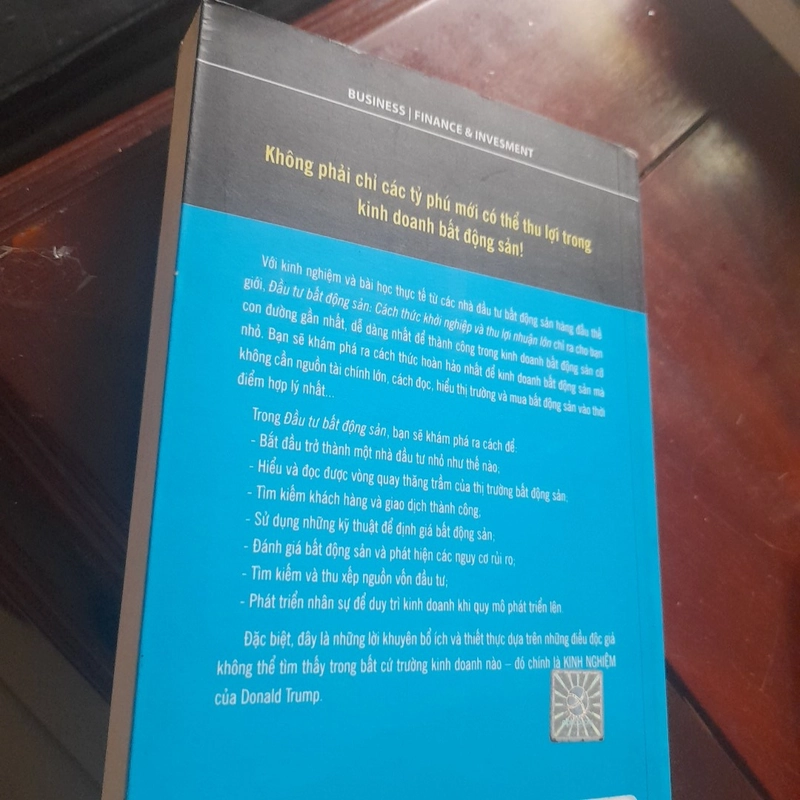 BUSINESS | FINANCE & INVESMENT
Không phải chỉ các tỷ phú mới có thể thu lợi trong
kinh doanh bất động sản!
Với kinh nghiệm và bài học thực tế từ các nhà đầu tư bất động sản hàng đầu thế
giới, Đầu tư bất động sản: Cách thức khởi nghiệp và thu lợi nhuận lớn chỉ ra cho bạn
con đường gần nhất, dễ dàng nhất để thành công trong kinh doanh bất động sản cỡ
nhỏ. Bạn sẽ khám phá ra cách thức hoàn hảo nhất để kinh doanh bất động sản mà
không cần nguồn tài chính lớn, cách đọc, hiểu thị trường và mua bất động sản vào thời
điểm hợp lý nhất...
Trong Đầu tư bất động sản, bạn sẽ khám phá ra cách để:
- Bắt đầu trở thành một nhà đầu tư nhỏ như thế nào;
- Hiểu và đọc được vòng quay thăng trầm của thị trường bất động sản;
- Tìm kiếm khách hàng và giao dịch thành công;
- Sử dụng những kỹ thuật để định giá bất động sản;
- Đánh giá bất động sản và phát hiện các nguy cơ rủi ro;
- Tìm kiếm và thu xếp nguồn vốn đầu tư;
- Phát triển nhân sự để duy trì kinh doanh khi quy mô phát triển lên.
Đặc biệt, đây là những lời khuyên bổ ích và thiết thực dựa trên những điều độc giả
không thể tìm thấy trong bất cứ trường kinh doanh nào – đó chính là KINH NGHIỆM
của Donald Trump.